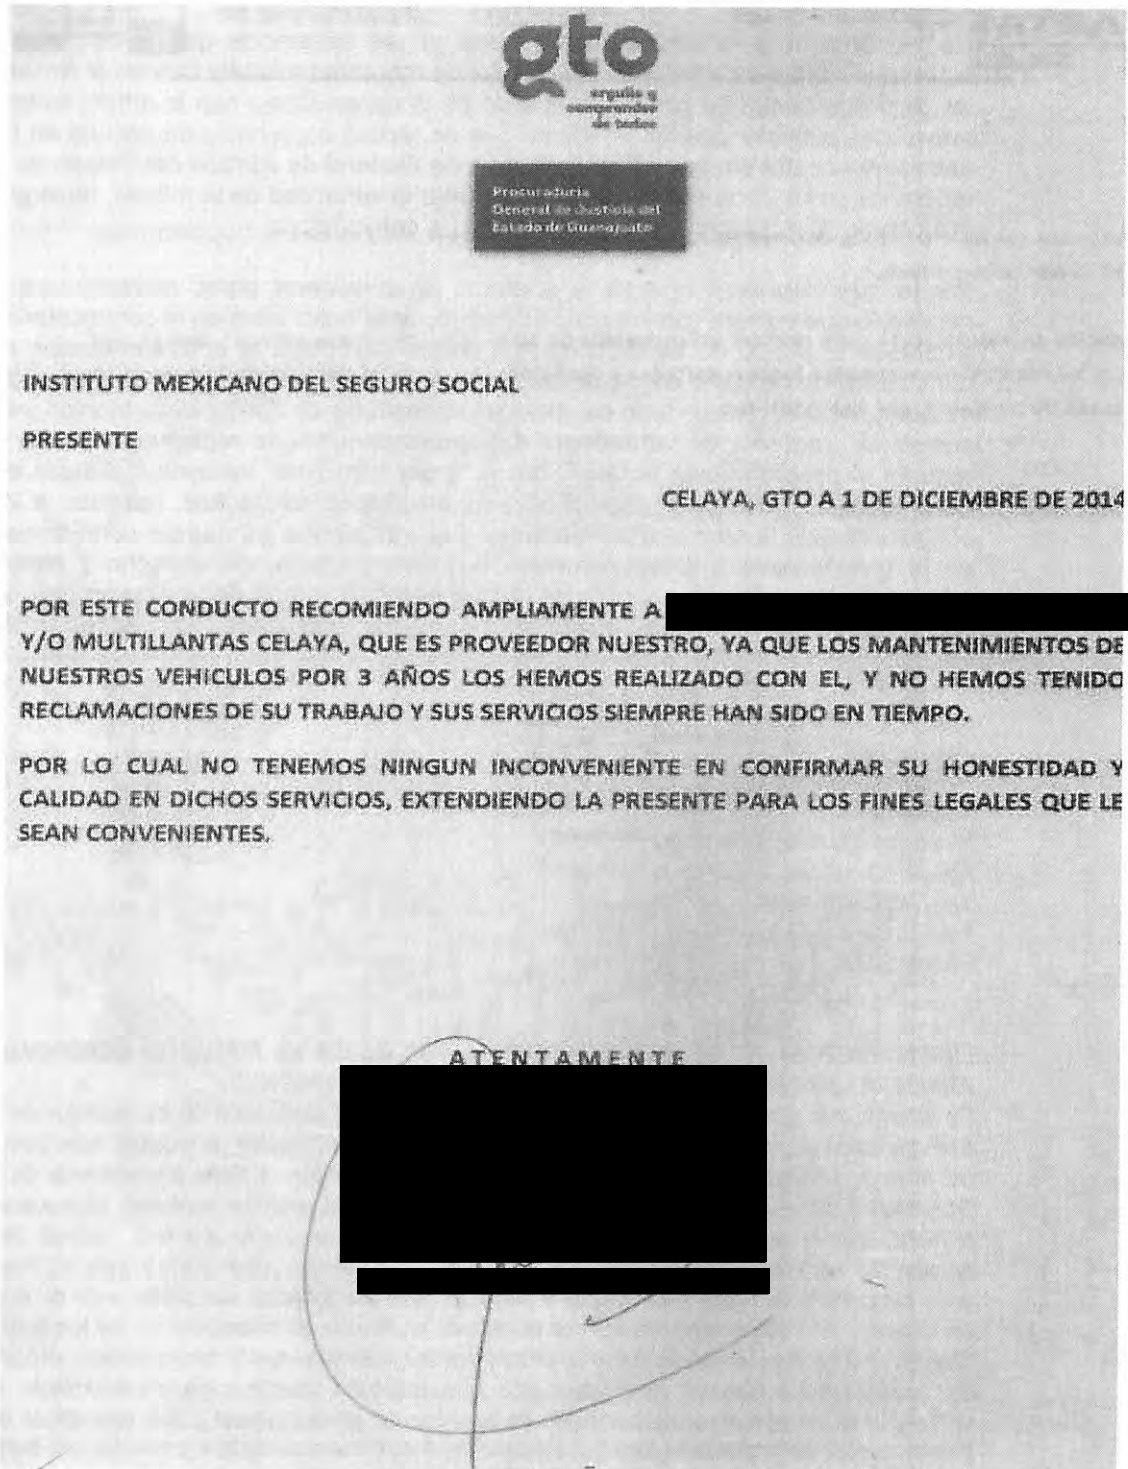 gto
orgullo y
compromiso
de todos
Procuraduría
General de Justicia del
Estado de Guanajuato
INSTITUTO MEXICANO DEL SEGURO SOCIAL
PRESENTE
CELAYA, GTO A 1 DE DICIEMBRE DE 2014
POR ESTE CONDUCTO RECOMIENDO AMPLIAMENTE A
Y/O MULTILLANTAS CELAYA, QUE ES PROVEEDOR NUESTRO, YA QUE LOS MANTENIMIENTOS DE
NUESTROS VEHICULOS POR 3 AÑOS LOS HEMOS REALIZADO CON EL, Y NO HEMOS TENIDO
RECLAMACIONES DE SU TRABAJO Y SUS SERVICIOS SIEMPRE HAN SIDO EN TIEMPO.
POR LO CUAL NO TENEMOS NINGUN INCONVENIENTE EN CONFIRMAR SU HONESTIDAD Y
CALIDAD EN DICHOS SERVICIOS, EXTENDIENDO LA PRESENTE PARA LOS FINES LEGALES QUE LE
SEAN CONVENIENTES.
ATENTAMENTE